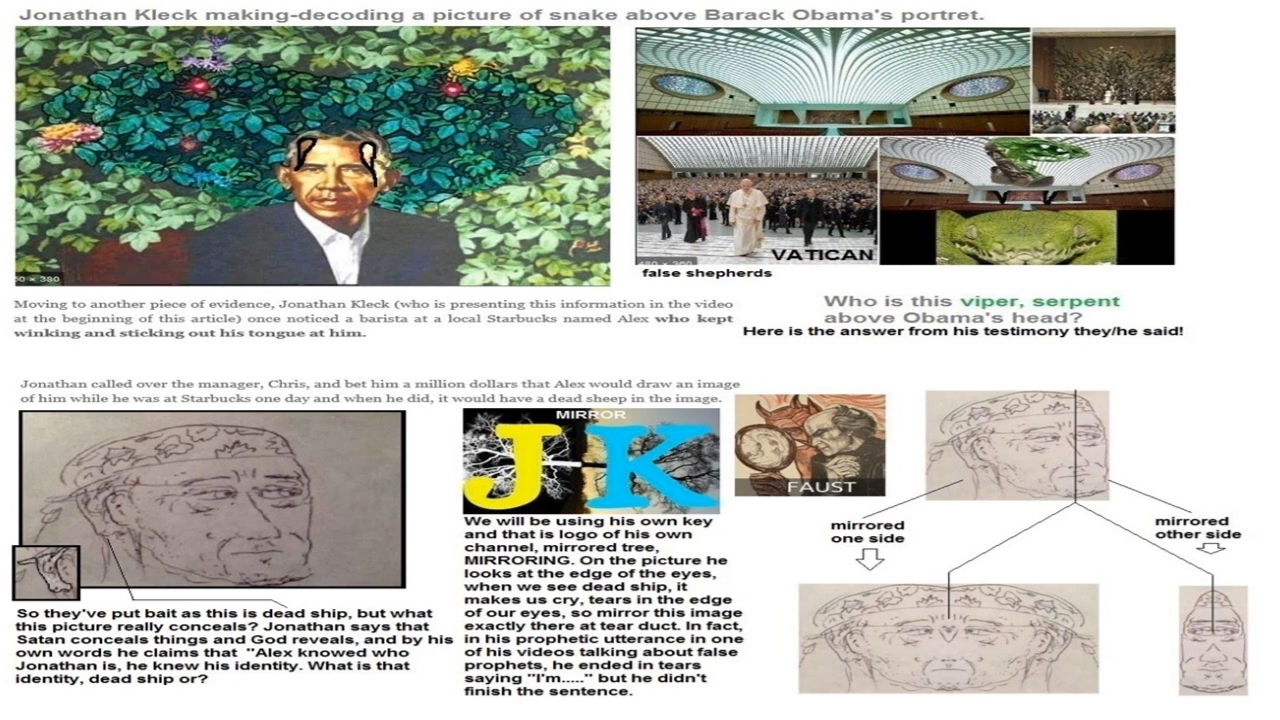 Jonathan Kleck making-decoding a picture of snake above Barack Obama's portret.
50 × 380
VATICAN
false shepherds
Moving to another piece of evidence, Jonathan Kleck (who is presenting this information in the video
at the beginning of this article) once noticed a barista at a local Starbucks named Alex who kept
winking and sticking out his tongue at him.
Who is this viper, serpent
above Obama's head?
Here is the answer from his testimony they/he said!
Jonathan called over the manager, Chris, and bet him a million dollars that Alex would draw an image
of him while he was at Starbucks one day and when he did, it would have a dead sheep in the image.
So they've put bait as this is dead ship, but what
this picture really conceals? Jonathan says that
Satan conceals things and God reveals, and by his
own words he claims that "Alex knowed who
Jonathan is, he knew his identity. What is that
identity, dead ship or?
MIRROR
J K
We will be using his own key
and that is logo of his own
channel, mirrored tree,
MIRRORING. On the picture he
looks at the edge of the eyes,
when we see dead ship, it
makes us cry, tears in the edge
of our eyes, so mirror this image
exactly there at tear duct. In fact,
in his prophetic utterance in one
of his videos talking about false
prophets, he ended in tears
saying "I'm....." but he didn't
finish the sentence.
FAUST
mirrored
one side
mirrored
other side